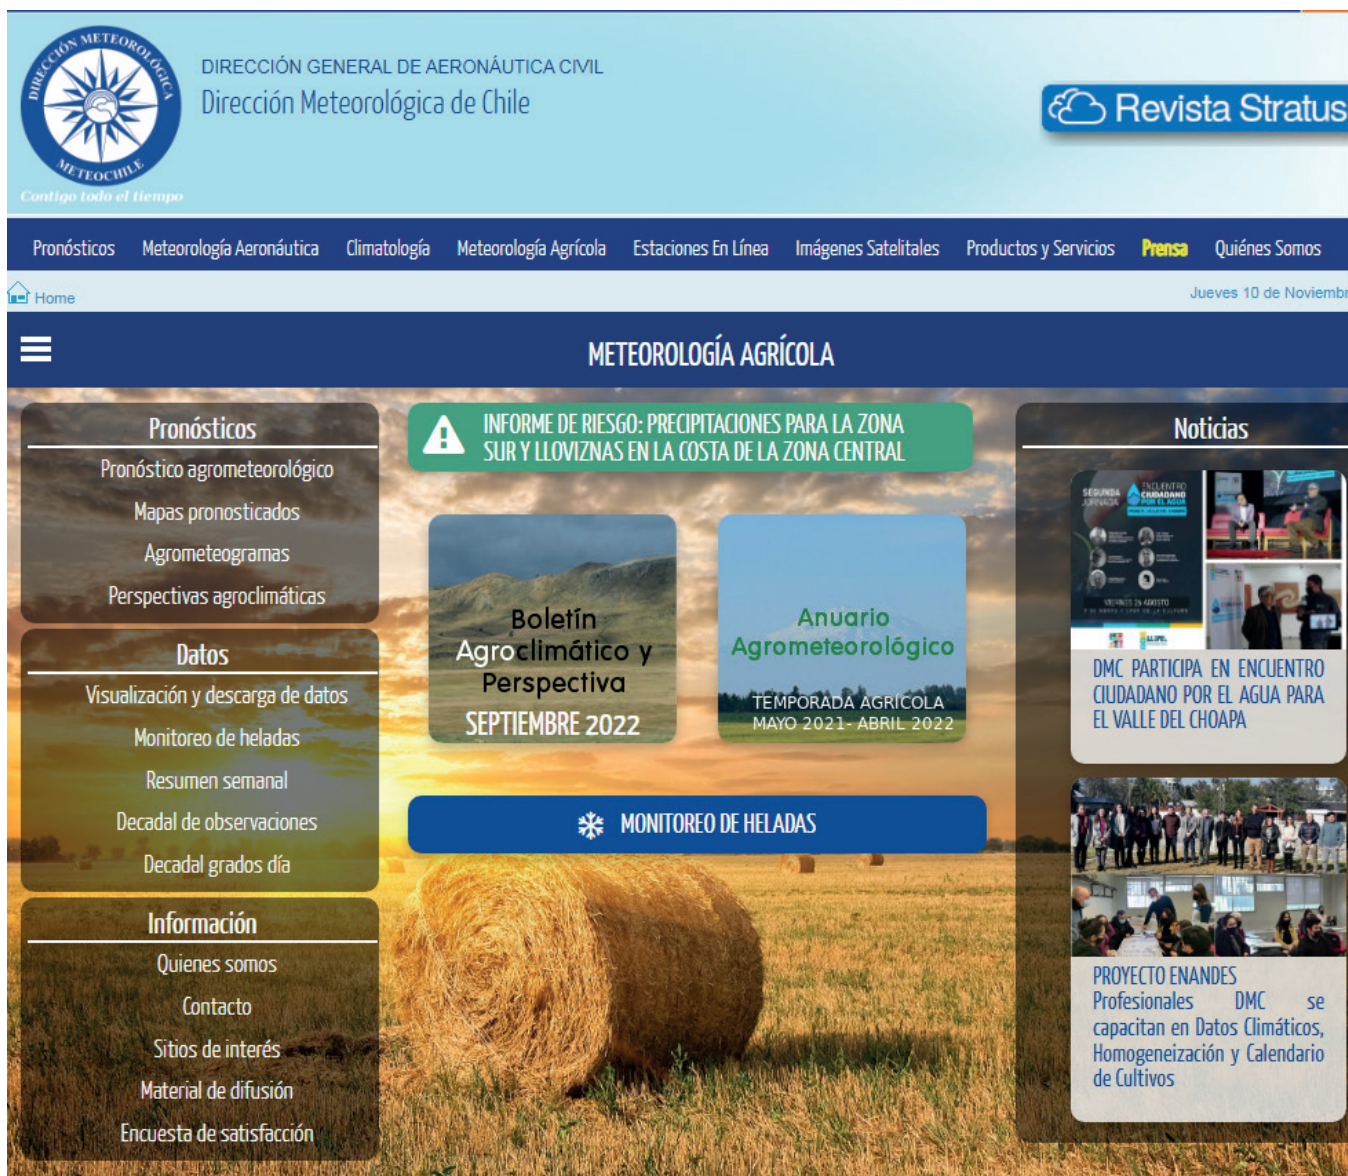 DIRECCIÓN METEOROLÓGICA
METEOCHILE
Contigo todo el tiempo
DIRECCIÓN GENERAL DE AERONÁUTICA CIVIL
Dirección Meteorológica de Chile
Revista Stratus
Pronósticos Meteorología Aeronáutica Climatología Meteorología Agrícola Estaciones En Línea Imágenes Satelitales Productos y Servicios Prensa Quiénes Somos
Home
Jueves 10 de Noviembr
METEOROLOGÍA AGRÍCOLA
Pronósticos
Pronóstico agrometeorológico
Mapas pronosticados
Agrometeogramas
Perspectivas agroclimáticas
Datos
Visualización y descarga de datos
Monitoreo de heladas
Resumen semanal
Decadal de observaciones
Decadal grados día
Información
Quienes somos
Contacto
Sitios de interés
Material de difusión
Encuesta de satisfacción
INFORME DE RIESGO: PRECIPITACIONES PARA LA ZONA
SUR Y LLOVIZNAS EN LA COSTA DE LA ZONA CENTRAL
Boletín
Agroclimático y
Perspectiva
SEPTIEMBRE 2022
Anuario
Agrometeorológico
TEMPORADA AGRÍCOLA
MAYO 2021- ABRIL 2022
MONITOREO DE HELADAS
Noticias
SEGUNDA
JORNADA
ENCUENTRO
CIUDADANO
POR EL AGUA
VIERNES 26 AGOSTO
DMC PARTICIPA EN ENCUENTRO
CIUDADANO POR EL AGUA PARA
EL VALLE DEL CHOAPA
PROYECTO ENANDES
Profesionales DMC se
capacitan en Datos Climáticos,
Homogeneización y Calendario
de Cultivos